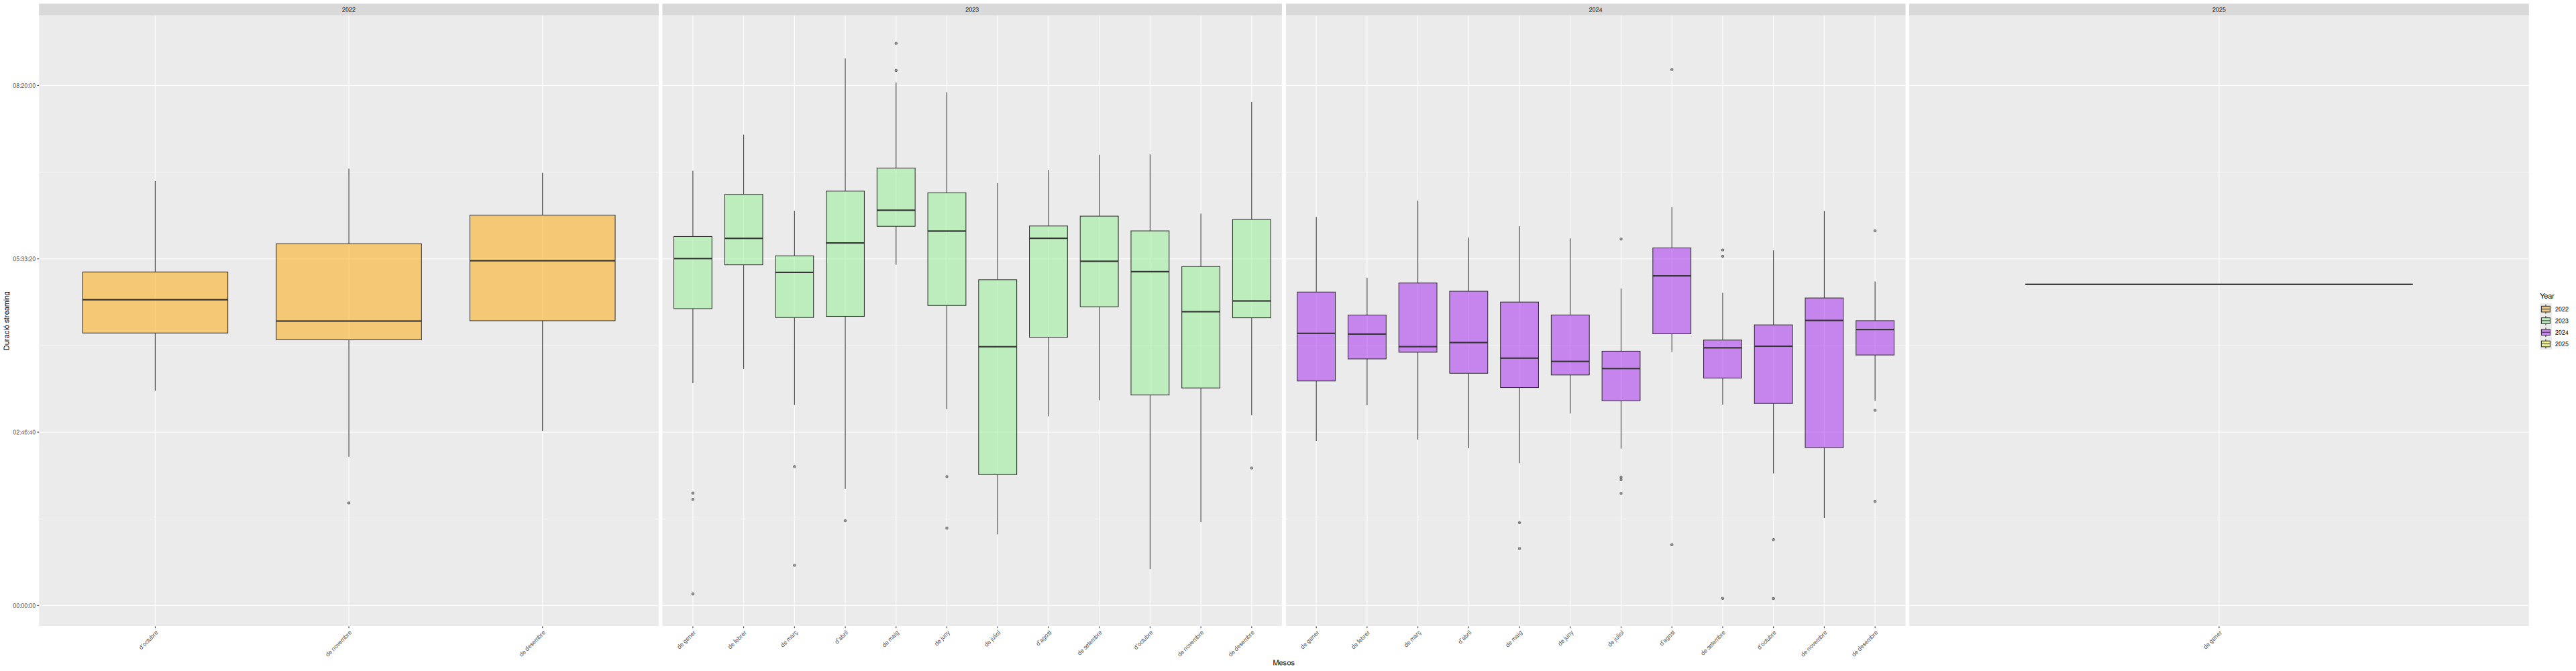 2022
2023
2024
2025
08:20:00
05:33:20
02:46:40
00:00:00
Duració streaming
d'octubre
de novembre
de desembre
de gener
de febrer
de març
d'abril
de maig
de juny
de juliol
d'agost
de setembre
d'octubre
de novembre
de desembre
de gener
de febrer
de març
d'abril
de maig
de juny
de juliol
d'agost
de setembre
d'octubre
de novembre
de desembre
de gener
Mesos
Year
2022
2023
2024
2025